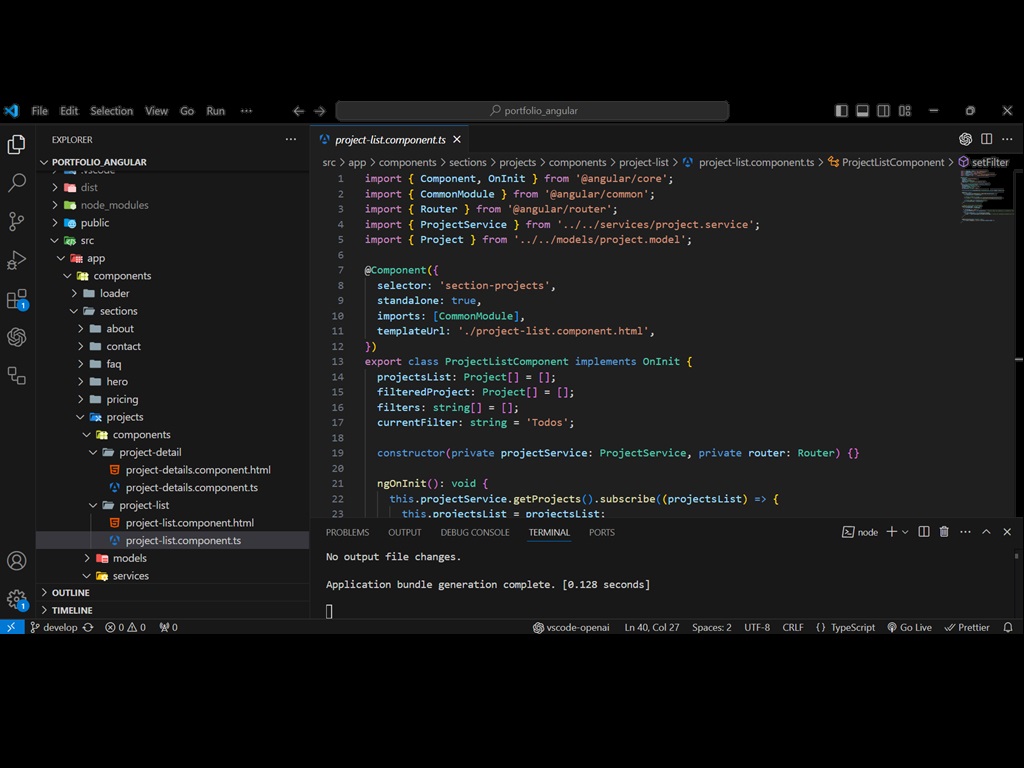 File Edit Selection View Go Run ···
portfolio_angular
EXPLORER
project-list.component.ts
PORTFOLIO_ANGULAR
src > app > components > sections > projects > components > project-list > project-list.component.ts > ProjectListComponent > setFilter
.vscode
dist
node_modules
public
src
app
components
loader
sections
about
contact
faq
hero
pricing
projects
components
project-detail
project-details.component.html
project-details.component.ts
project-list
project-list.component.html
project-list.component.ts
models
services
OUTLINE
TIMELINE
1 import { Component, OnInit } from '@angular/core';
2 import { CommonModule } from '@angular/common';
3 import { Router } from '@angular/router';
4 import { ProjectService } from '../../services/project.service';
5 import { Project } from '../../models/project.model';
6
7 @Component({
8 selector: 'section-projects',
9 standalone: true,
10 imports: [CommonModule],
11 templateUrl: './project-list.component.html',
12 })
13 export class ProjectListComponent implements OnInit {
14 projectsList: Project[] = [];
15 filteredProject: Project[] = [];
16 filters: string[] = [];
17 currentFilter: string = 'Todos';
18
19 constructor(private projectService: ProjectService, private router: Router) {}
20
21 ngOnInit(): void {
22 this.projectService.getProjects().subscribe((projectsList) => {
23 this.projectsList = projectsList;
PROBLEMS OUTPUT DEBUG CONSOLE TERMINAL PORTS
node
No output file changes.
Application bundle generation complete. [0.128 seconds]
1
1
develop 0 0 0 vscode-openai Ln 40, Col 27 Spaces: 2 UTF-8 CRLF {} TypeScript Go Live Prettier